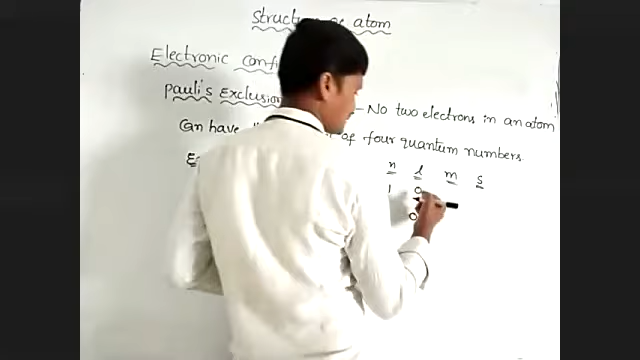 Structure of atom
Electronic
Pauli's Exclusion - No two electrons in an atom
Can have of four quantum numbers
n l m s
1 0
0